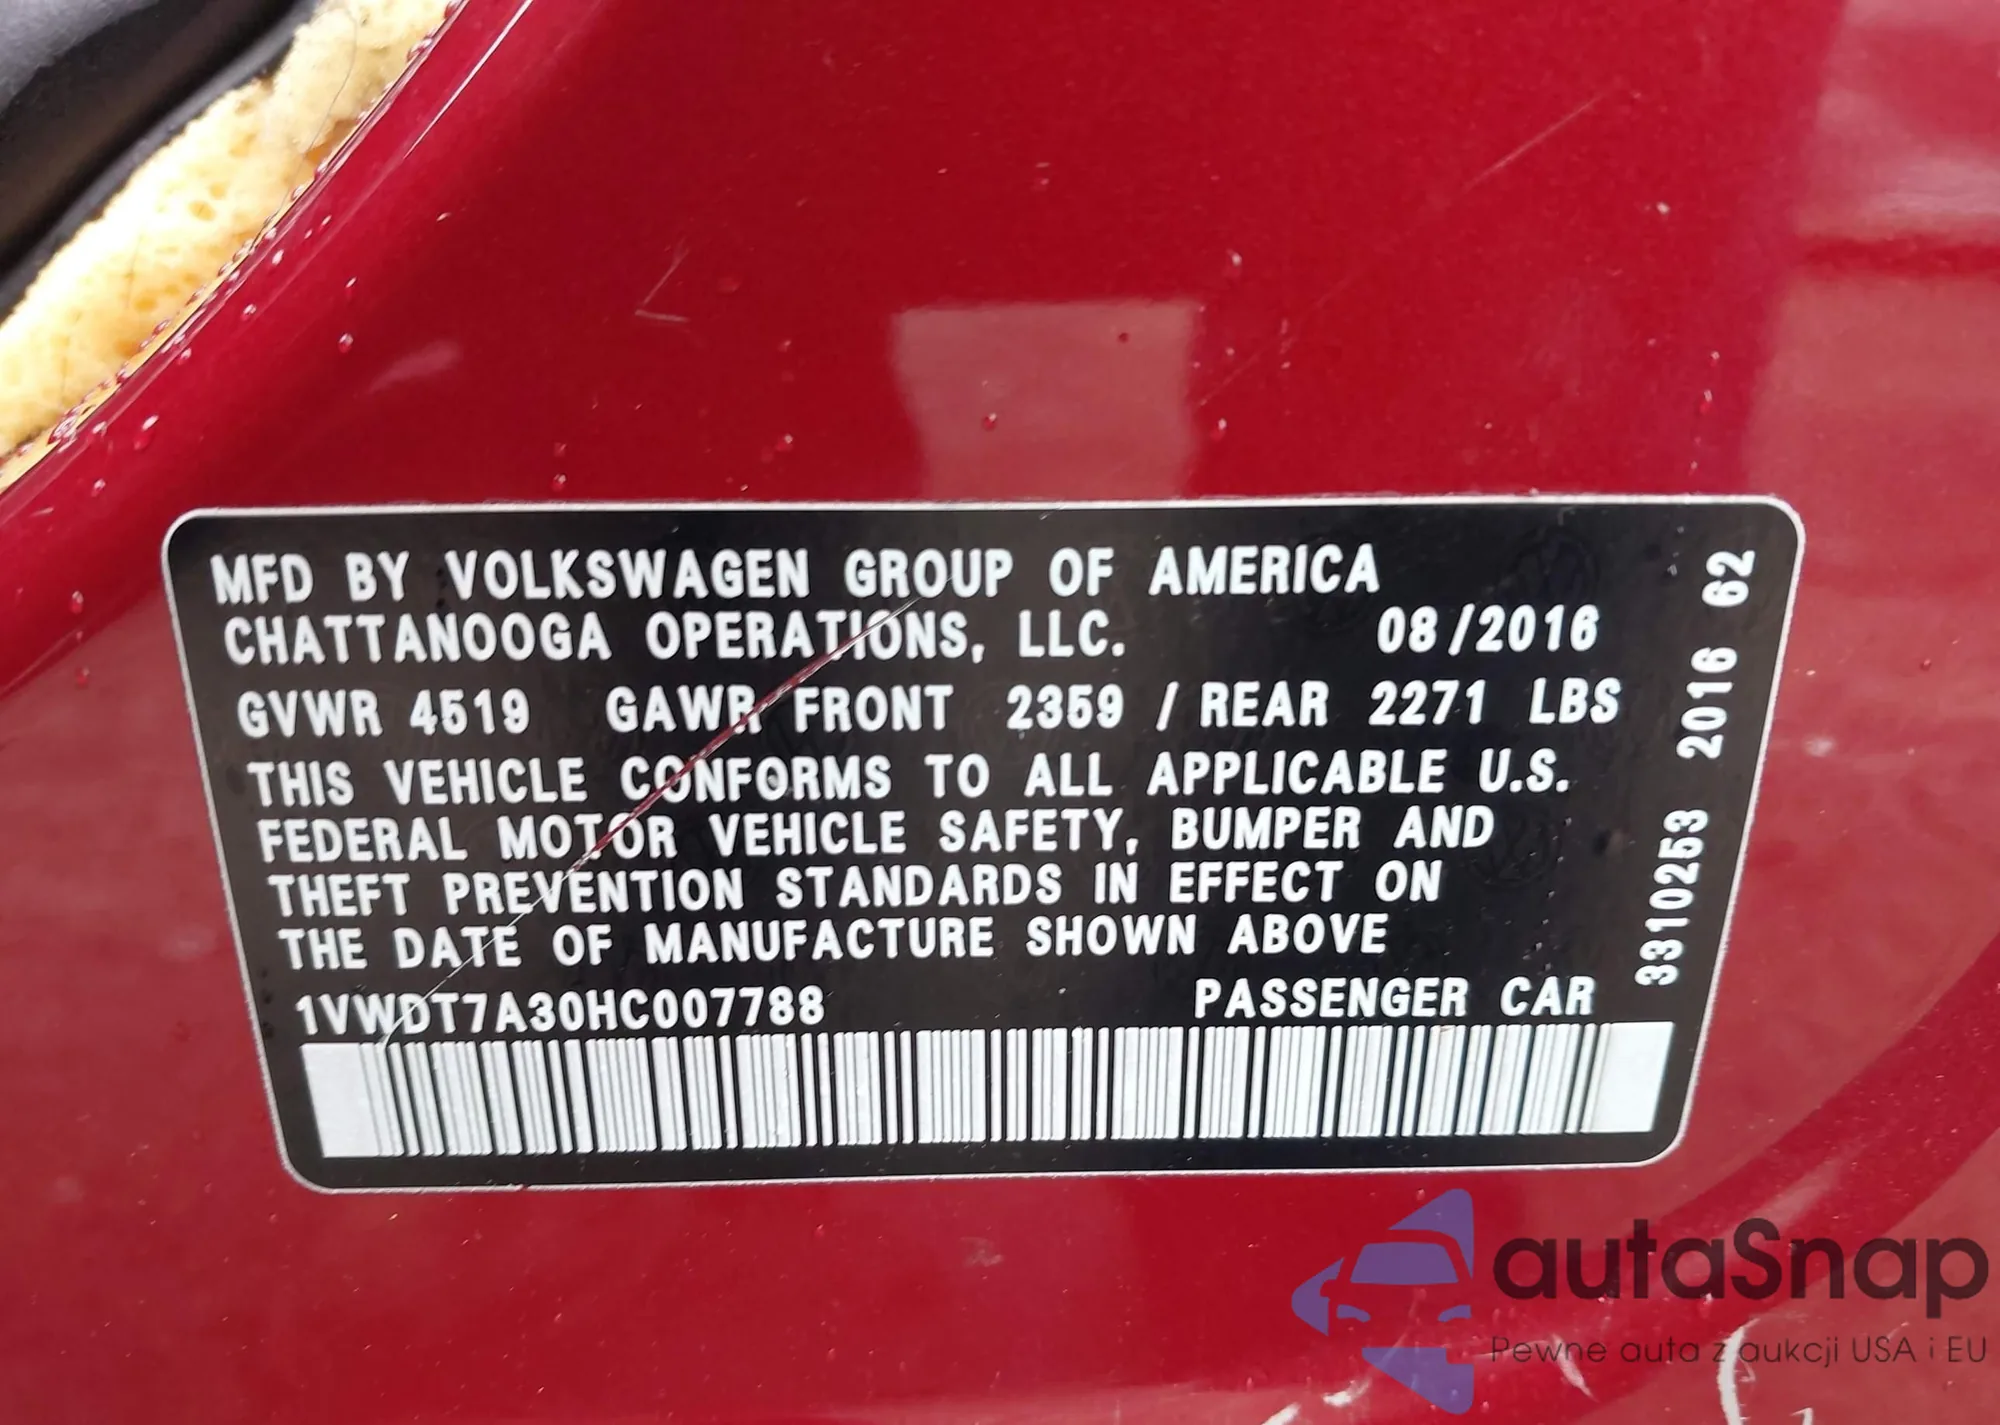 MFD BY VOLKSWAGEN GROUP OF AMERICA
CHATTANOOGA OPERATIONS, LLC. 08/2016
GVWR 4519 GAWR FRONT 2359 / REAR 2271 LBS
THIS VEHICLE CONFORMS TO ALL APPLICABLE U.S.
FEDERAL MOTOR VEHICLE SAFETY, BUMPER AND
THEFT PREVENTION STANDARDS IN EFFECT ON
THE DATE OF MANUFACTURE SHOWN ABOVE
1VWDT7A30HC007788 PASSENGER CAR
3310253 2016 62
autaSnap
Pewne auta z aukcji USA i EU